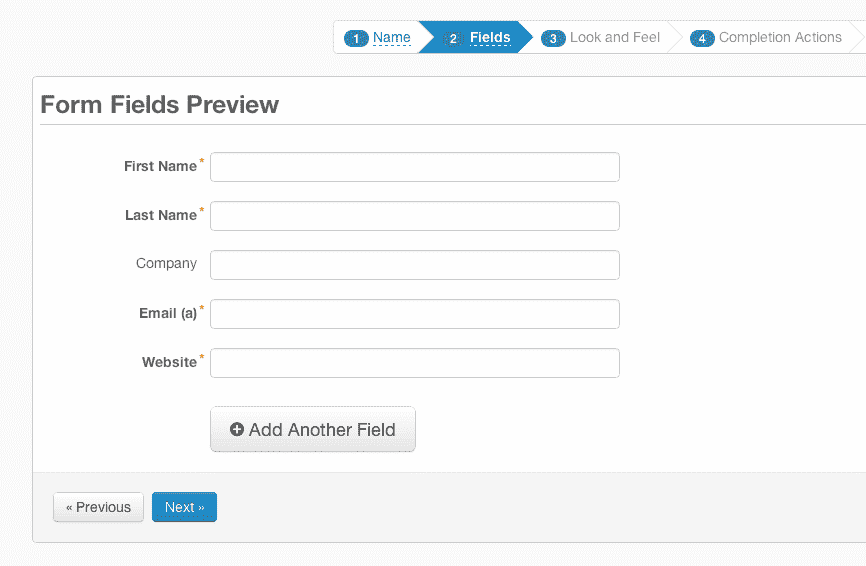 1 Name 2 Fields 3 Look and Feel 4 Completion Actions
Form Fields Preview
First Name*
Last Name*
Company
Email (a)*
Website*
Add Another Field
« Previous Next »